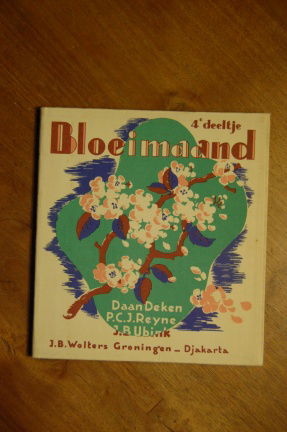 4e deeltje
Bloeimaand
Daan Deken
P.C.J. Reyne
J.B. Ubink
J.B. Wolters Groningen - Djakarta